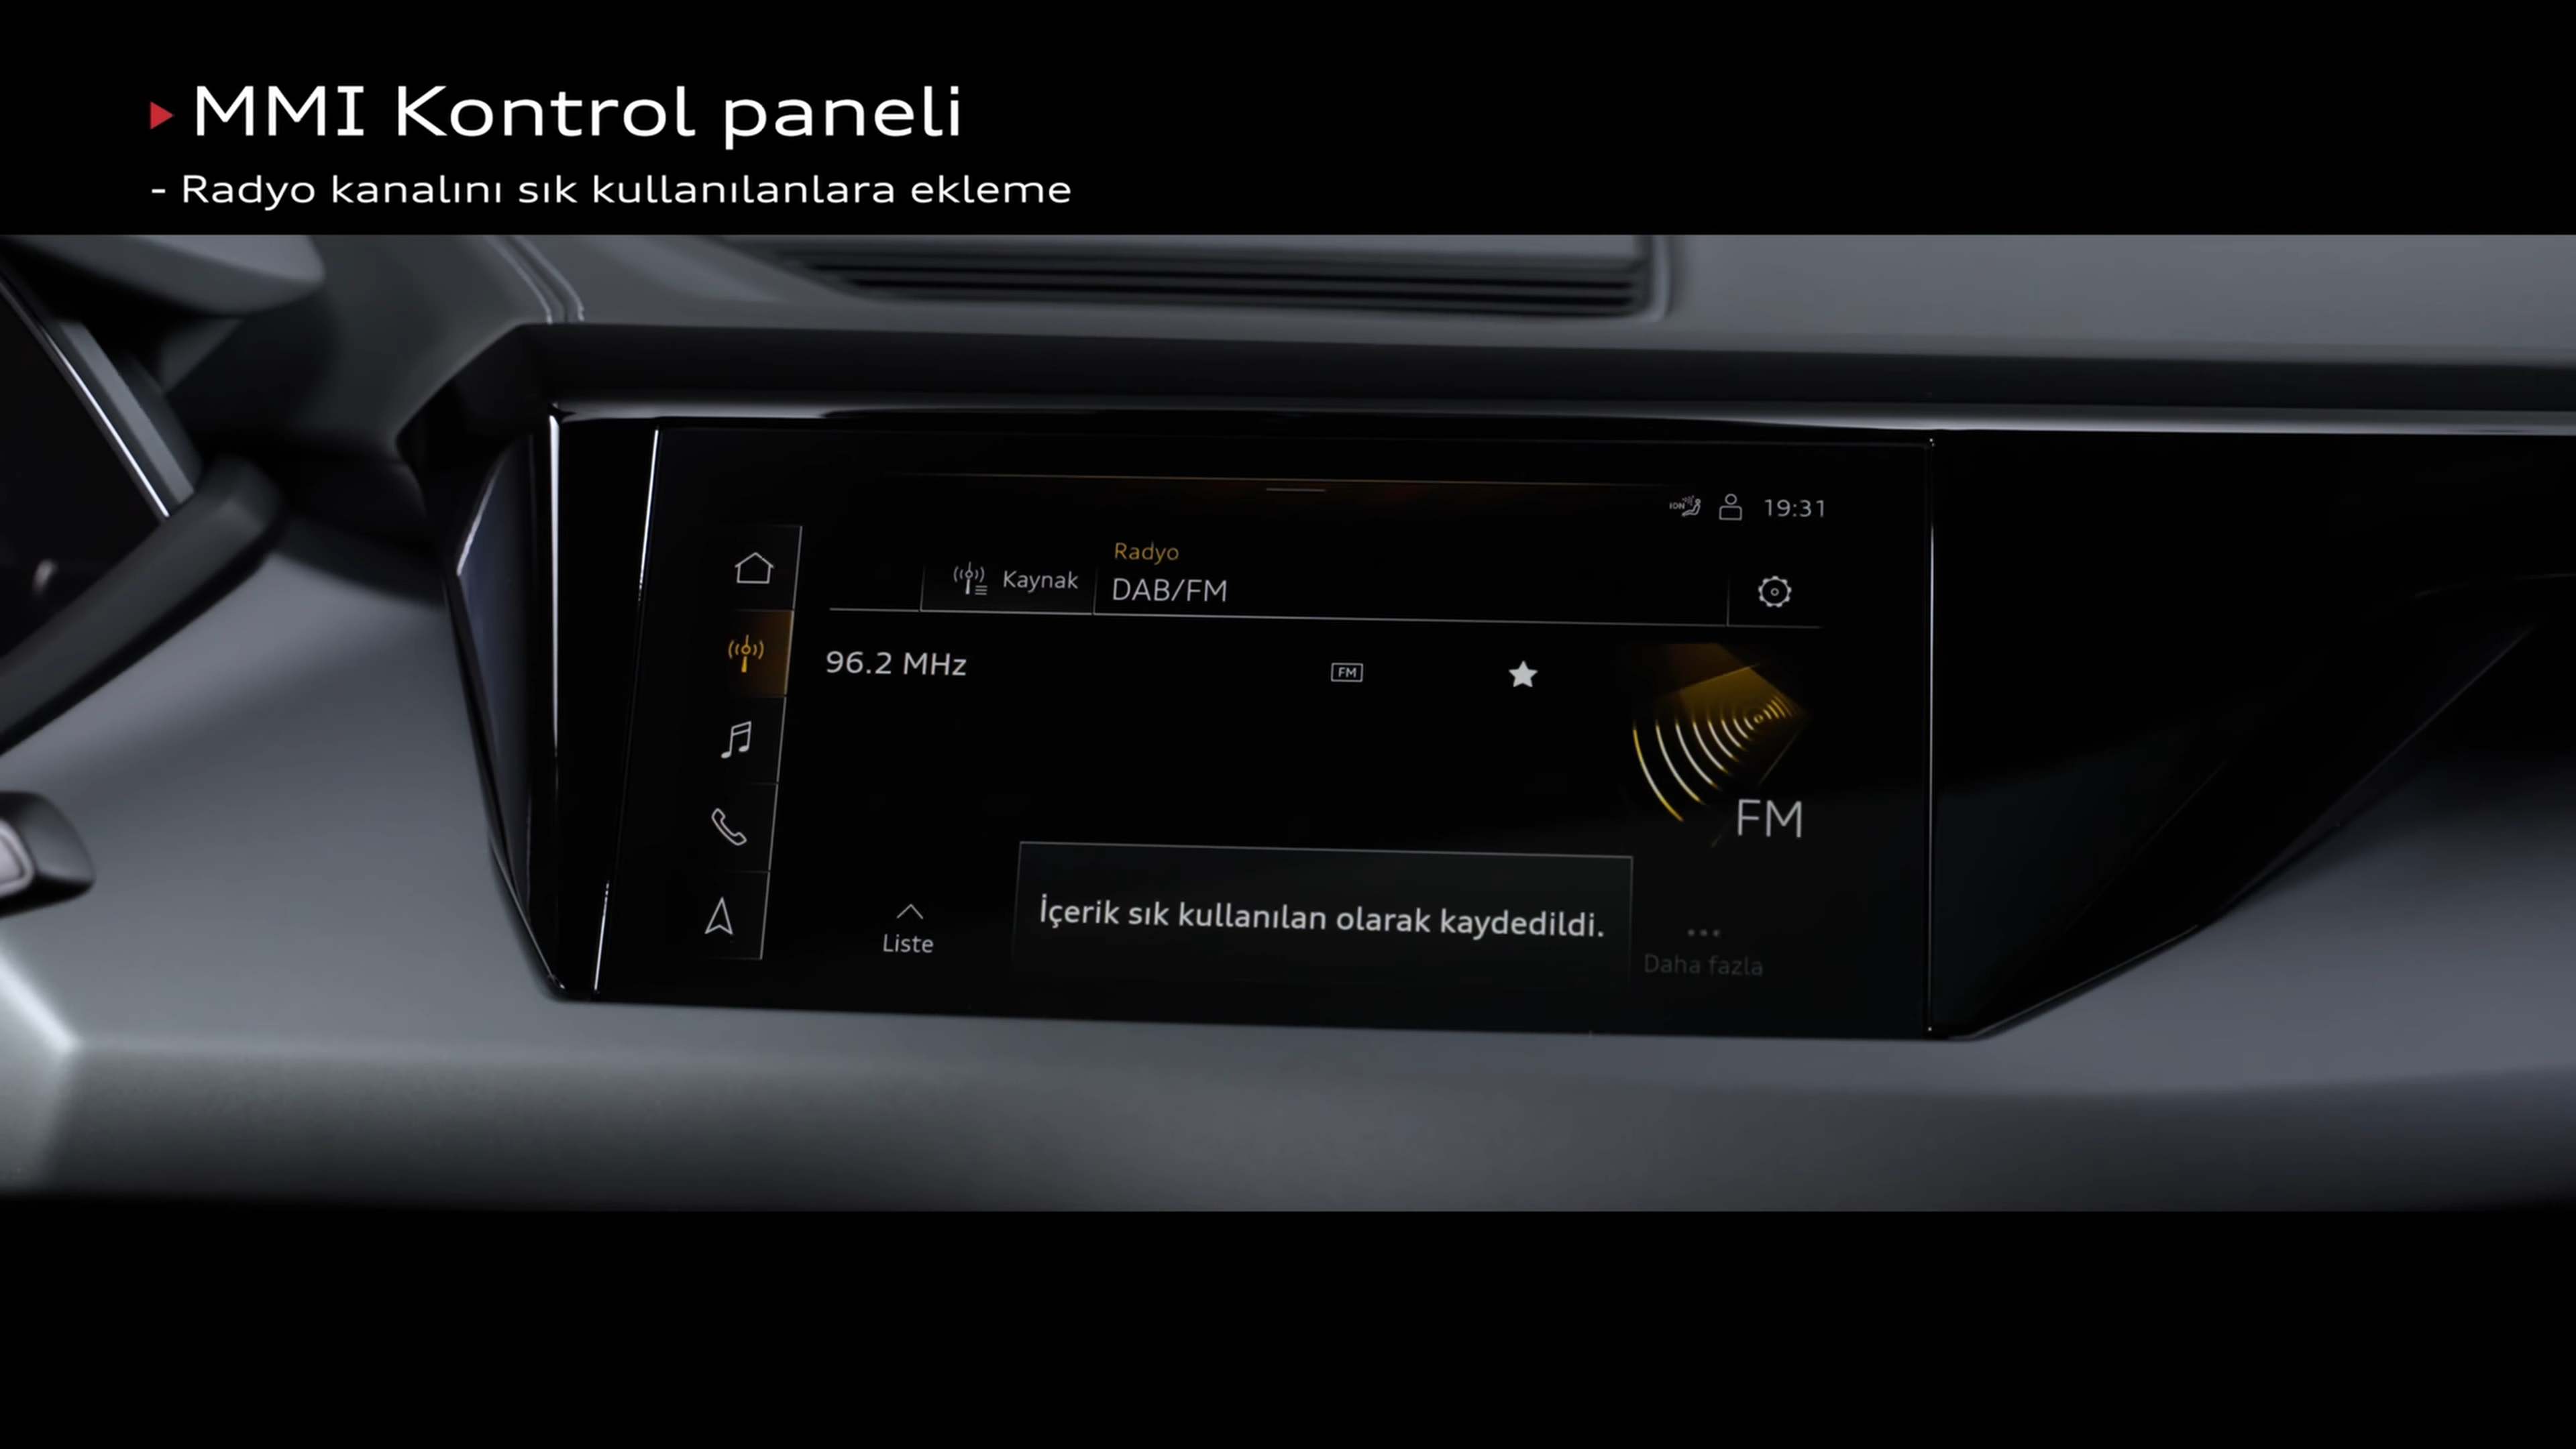 MMI Kontrol paneli
- Radyo kanalını sık kullanılanlara ekleme
ION
19:31
Radyo
Kaynak
DAB/FM
96.2 MHz
FM
FM
İçerik sık kullanılan olarak kaydedildi.
Liste
Daha fazla